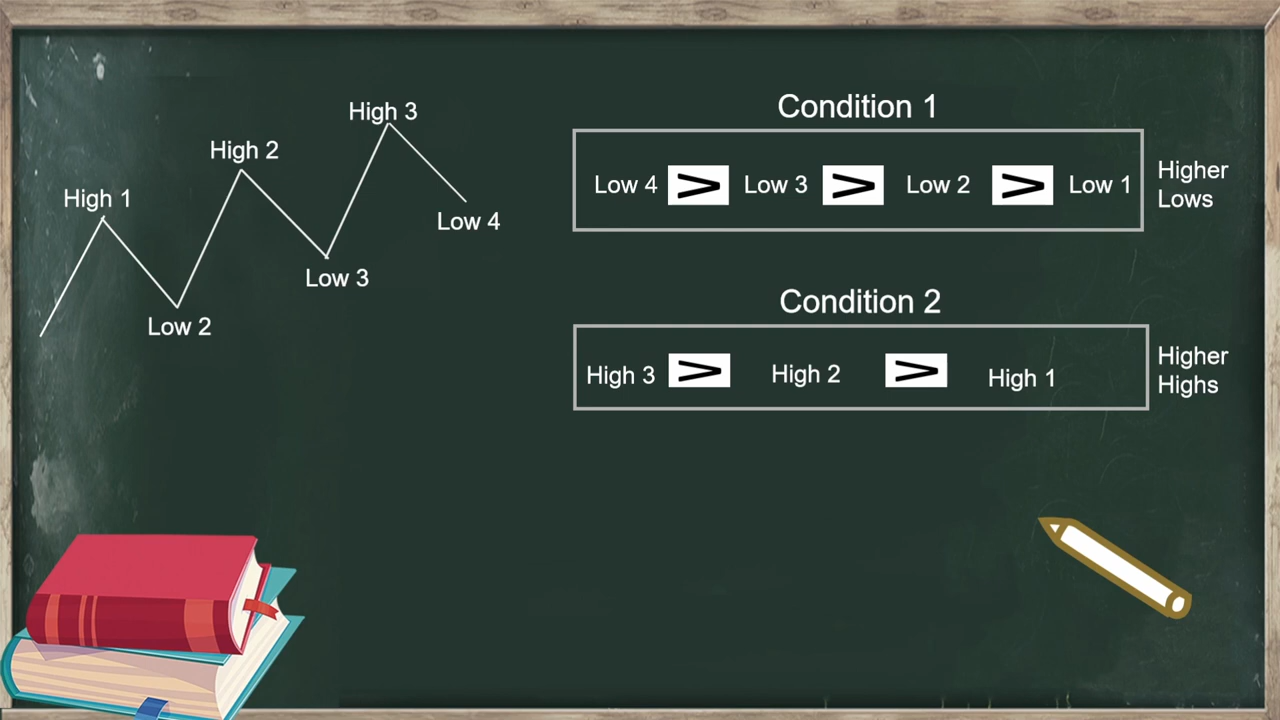 High 1
High 2
High 3
Low 2
Low 3
Low 4
Condition 1
Low 4 > Low 3 > Low 2 > Low 1
Higher
Lows
Condition 2
High 3 > High 2 > High 1
Higher
Highs